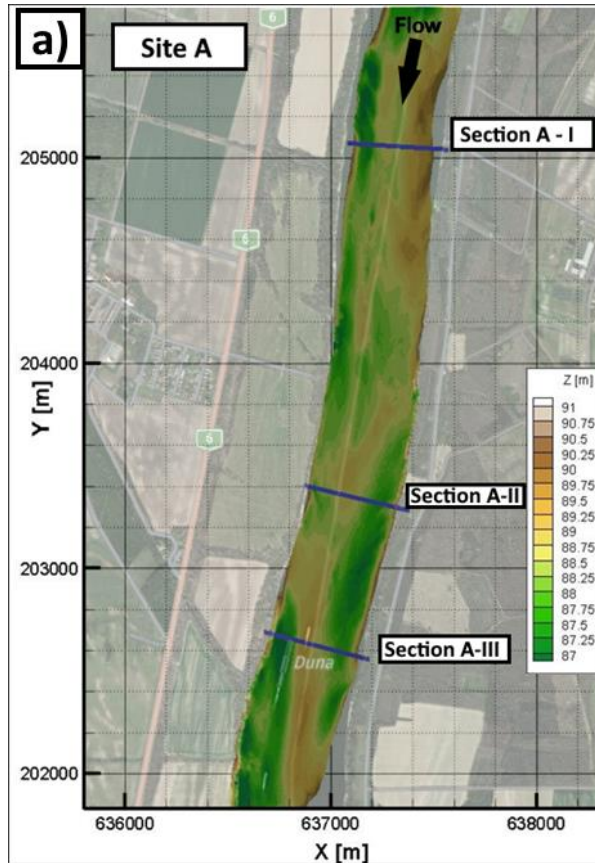 a)
Site A
Flow
6
Section A - I
205000
6
204000
Z [m]
91
90.75
90.5
90.25
90
89.75
89.5
89.25
89
88.75
88.5
88.25
88
87.75
87.5
87.25
87
Y [m]
6
Section A-II
203000
Section A-III
Duna
202000
636000
637000
638000
X [m]